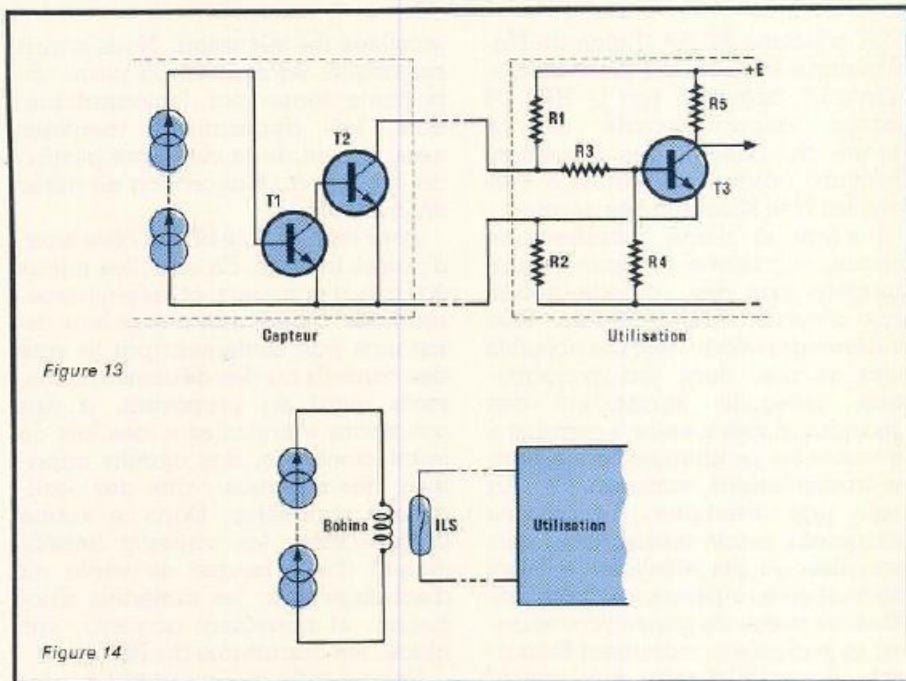 +E
R1
R5
T2
R3
T1
T3
R2
R4
Capteur
Utilisation
Figure 13
Bobine
ILS
Utilisation
Figure 14